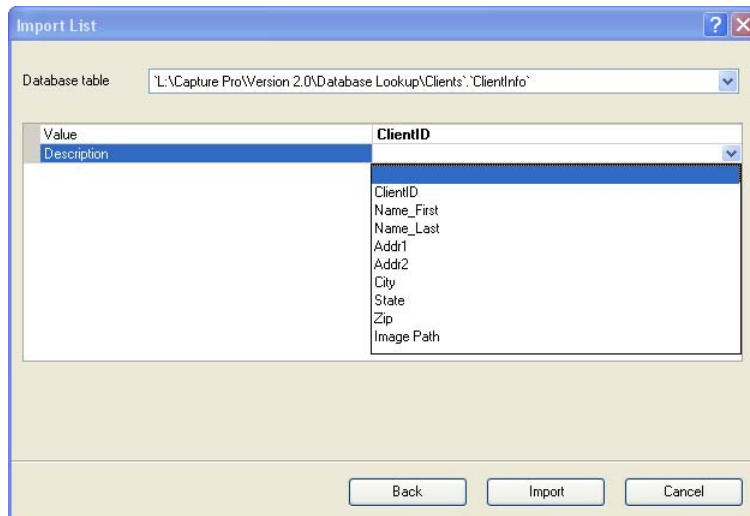 Import List
Database table `L:\Capture Pro\Version 2.0\Database Lookup\Clients`.`ClientInfo`
Value ClientID
Description
ClientID
Name_First
Name_Last
Addr1
Addr2
City
State
Zip
Image Path
Back Import Cancel